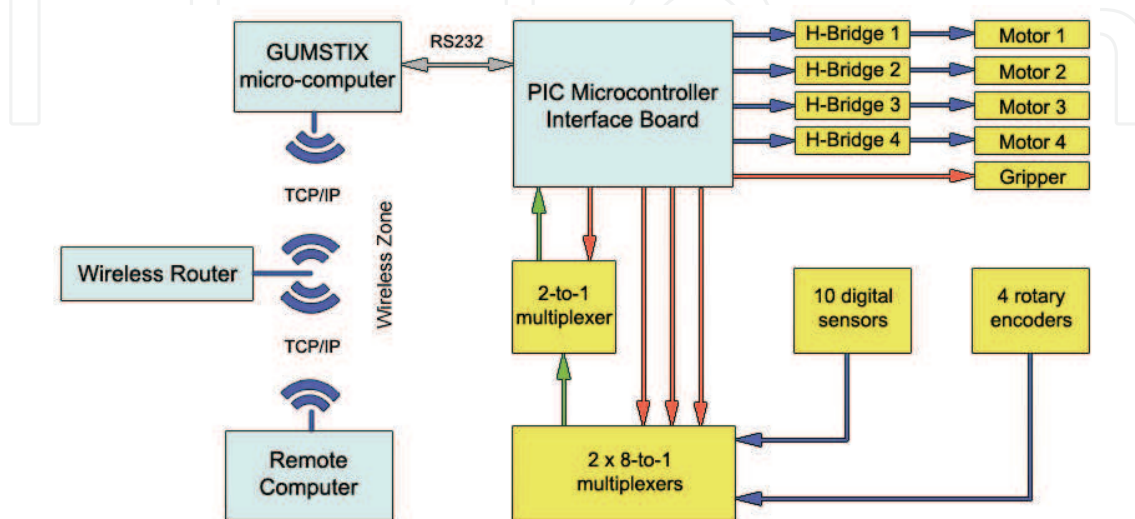 GUMSTIX
micro-computer
RS232
PIC Microcontroller
Interface Board
H-Bridge 1
Motor 1
H-Bridge 2
Motor 2
H-Bridge 3
Motor 3
H-Bridge 4
Motor 4
Gripper
TCP/IP
Wireless Zone
Wireless Router
TCP/IP
Remote
Computer
2-to-1
multiplexer
10 digital
sensors
4 rotary
encoders
2 x 8-to-1
multiplexers